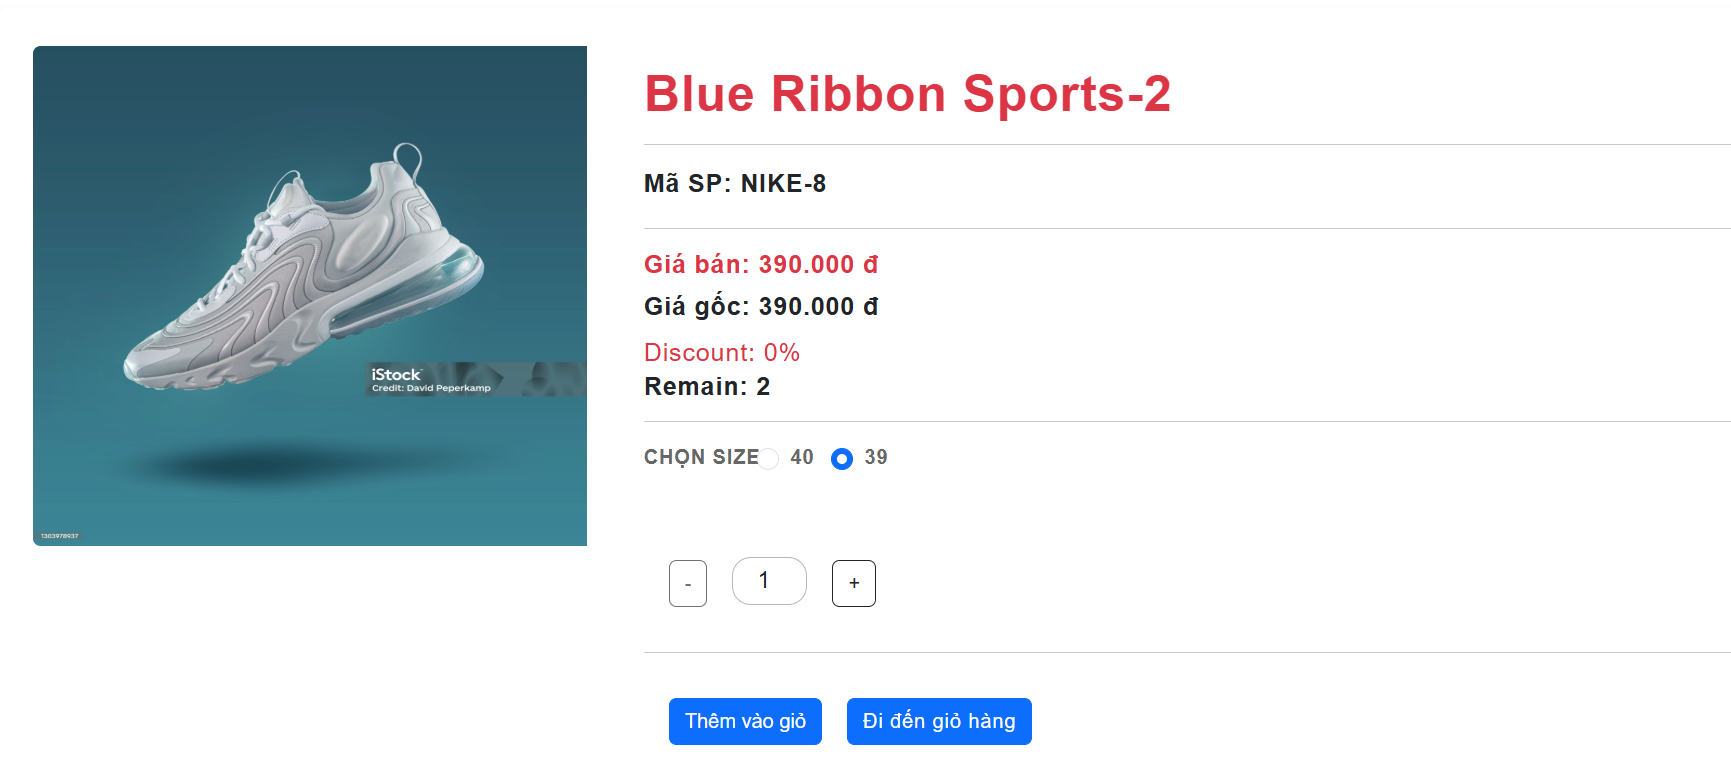 Blue Ribbon Sports-2
Mã SP: NIKE-8
Giá bán: 390.000 đ
Giá gốc: 390.000 đ
Discount: 0%
Remain: 2
CHỌN SIZE 40 39
- 1 +
Thêm vào giỏ Đi đến giỏ hàng
iStock
Credit: David Peperkamp
1303978937